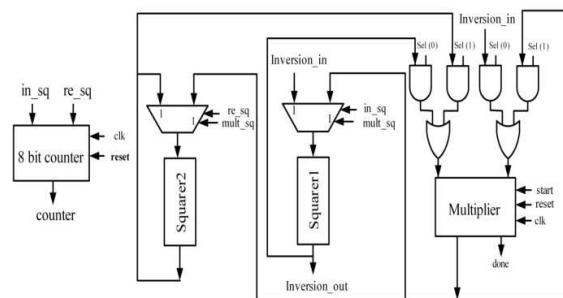 Inversion_in
Sel (0)
Sel (1)
Sel (0)
Sel (1)
Inversion_in
in_sq
re_sq
re_sq
mult_sq
in_sq
mult_sq
1
1
1
1
clk
reset
8 bit counter
counter
Squarer2
Squarer1
Multiplier
start
reset
clk
done
Inversion_out